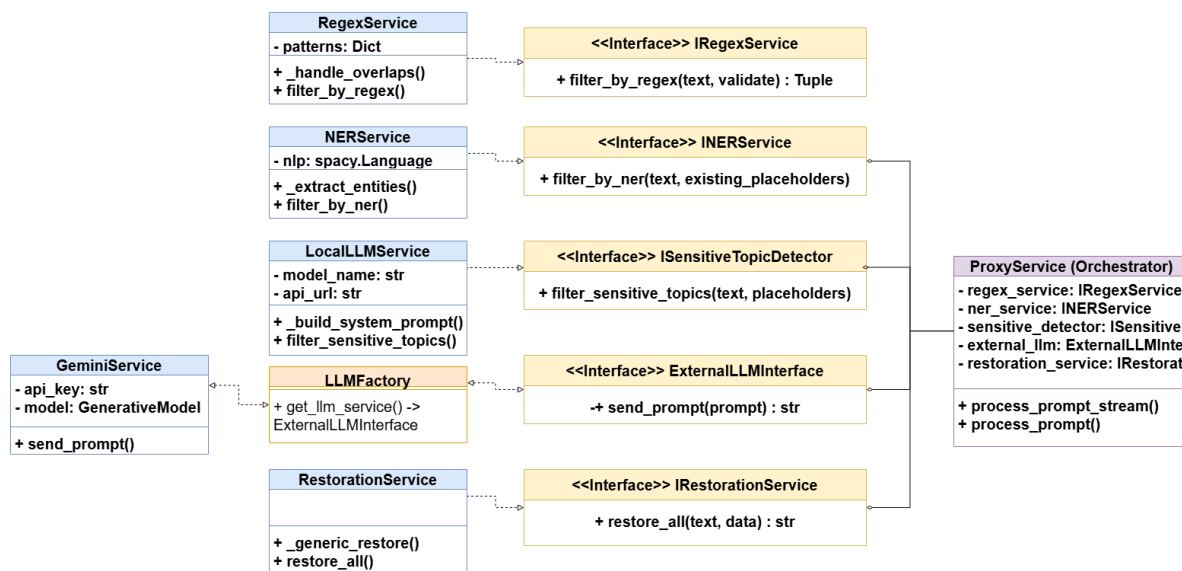 RegexService
- patterns: Dict
+ _handle_overlaps()
+ filter_by_regex()
<<Interface>> IRegexService
+ filter_by_regex(text, validate) : Tuple
NERService
- nlp: spacy.Language
+ _extract_entities()
+ filter_by_ner()
<<Interface>> INERService
+ filter_by_ner(text, existing_placeholders)
LocalLLMService
- model_name: str
- api_url: str
+ _build_system_prompt()
+ filter_sensitive_topics()
<<Interface>> ISensitiveTopicDetector
+ filter_sensitive_topics(text, placeholders)
GeminiService
- api_key: str
- model: GenerativeModel
+ send_prompt()
LLMFactory
+ get_llm_service() ->
ExternalLLMInterface
<<Interface>> ExternalLLMInterface
-+ send_prompt(prompt) : str
RestorationService
+ _generic_restore()
+ restore_all()
<<Interface>> IRestorationService
+ restore_all(text, data) : str
ProxyService (Orchestrator)
- regex_service: IRegexService
- ner_service: INERService
- sensitive_detector: ISensitive
- external_llm: ExternalLLMInte
- restoration_service: IRestorat
+ process_prompt_stream()
+ process_prompt()